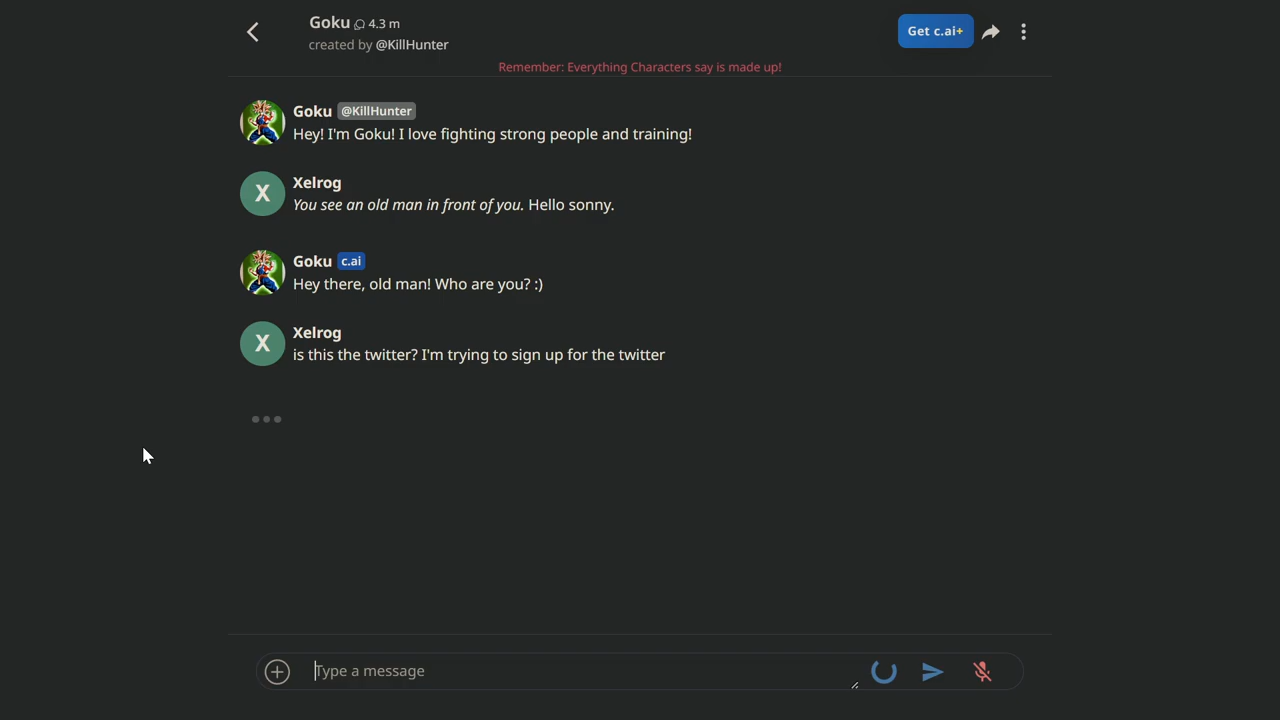 Goku 4.3 m
created by @KillHunter
Get c.ai+
Remember: Everything Characters say is made up!
Goku @KillHunter
Hey! I'm Goku! I love fighting strong people and training!
X
Xelrog
You see an old man in front of you. Hello sonny.
Goku c.ai
Hey there, old man! Who are you? :)
X
Xelrog
is this the twitter? I'm trying to sign up for the twitter
Type a message